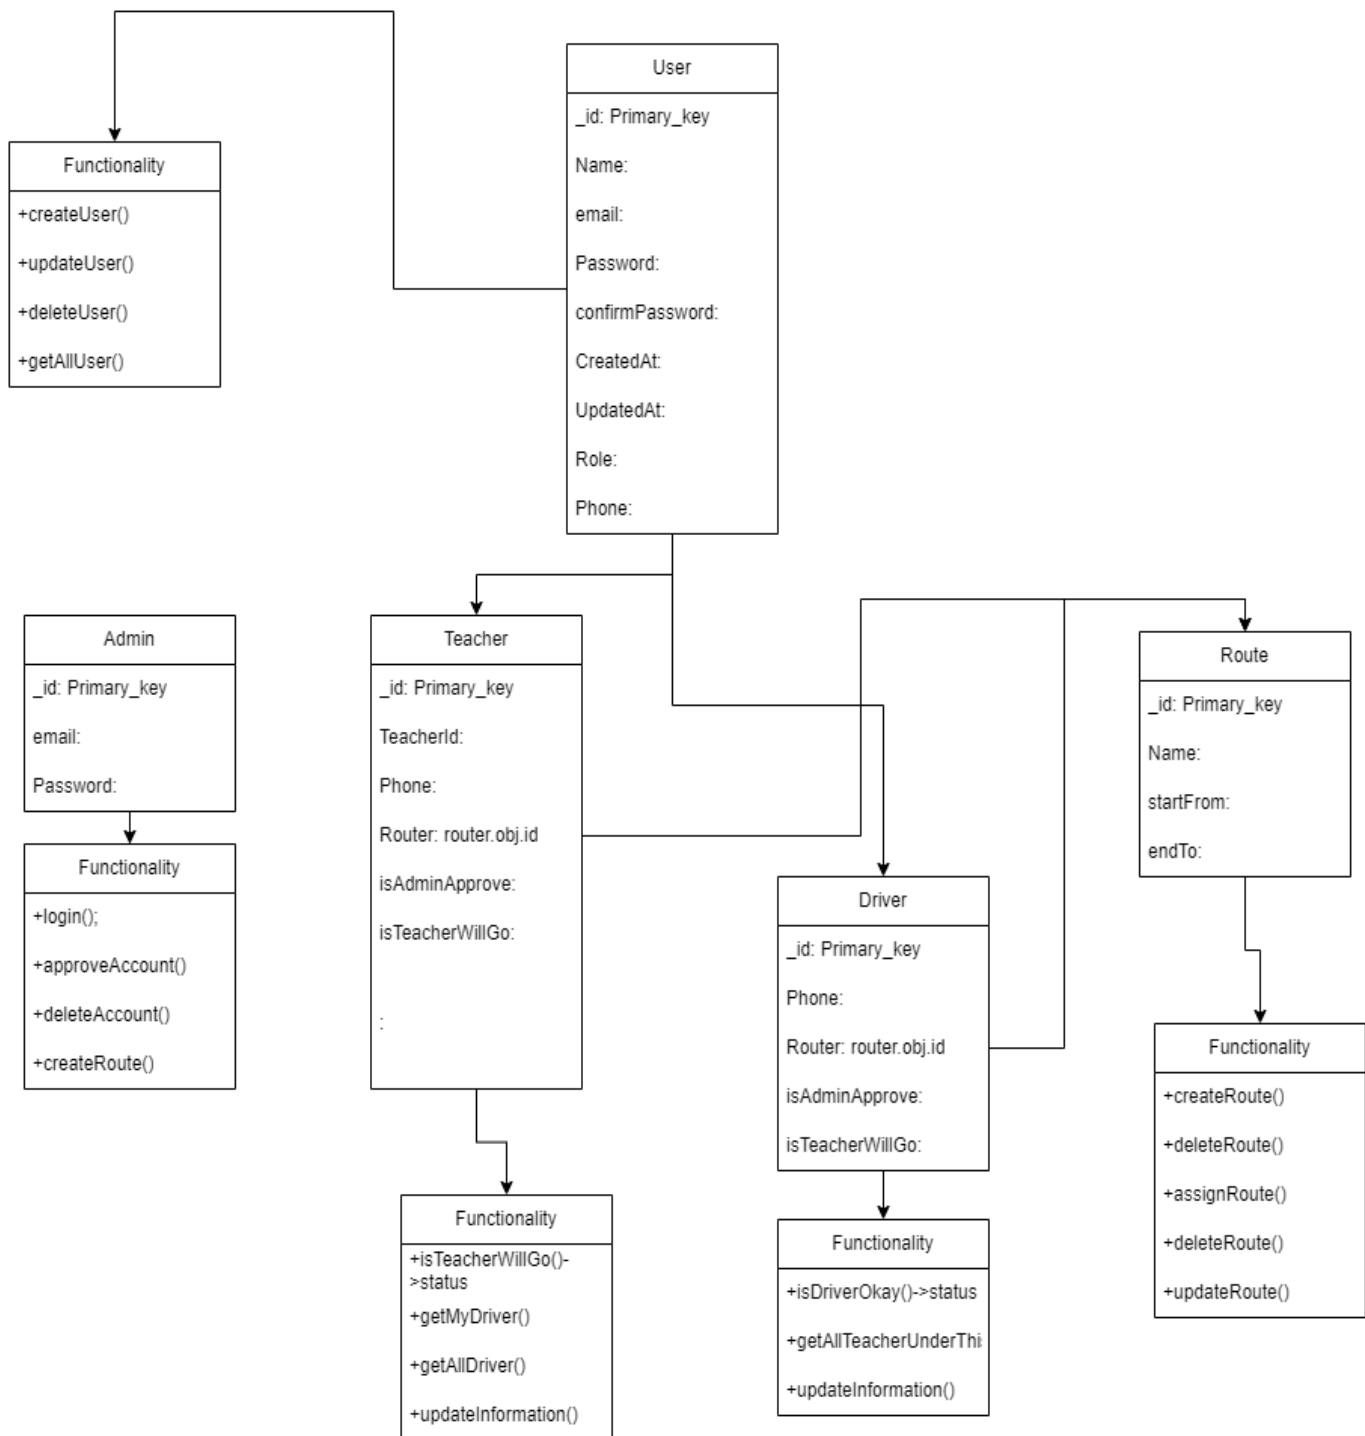 User
_id: Primary_key
Name:
email:
Password:
confirmPassword:
CreatedAt:
UpdatedAt:
Role:
Phone:
Functionality
+createUser()
+updateUser()
+deleteUser()
+getAllUser()
Admin
_id: Primary_key
email:
Password:
Functionality
+login();
+approveAccount()
+deleteAccount()
+createRoute()
Teacher
_id: Primary_key
TeacherId:
Phone:
Router: router.obj.id
isAdminApprove:
isTeacherWillGo:
:
Functionality
+isTeacherWillGo()-
>status
+getMyDriver()
+getAllDriver()
+updateInformation()
Driver
_id: Primary_key
Phone:
Router: router.obj.id
isAdminApprove:
isTeacherWillGo:
Functionality
+isDriverOkay()->status
+getAllTeacherUnderThi
+updateInformation()
Route
_id: Primary_key
Name:
startFrom:
endTo:
Functionality
+createRoute()
+deleteRoute()
+assignRoute()
+deleteRoute()
+updateRoute()